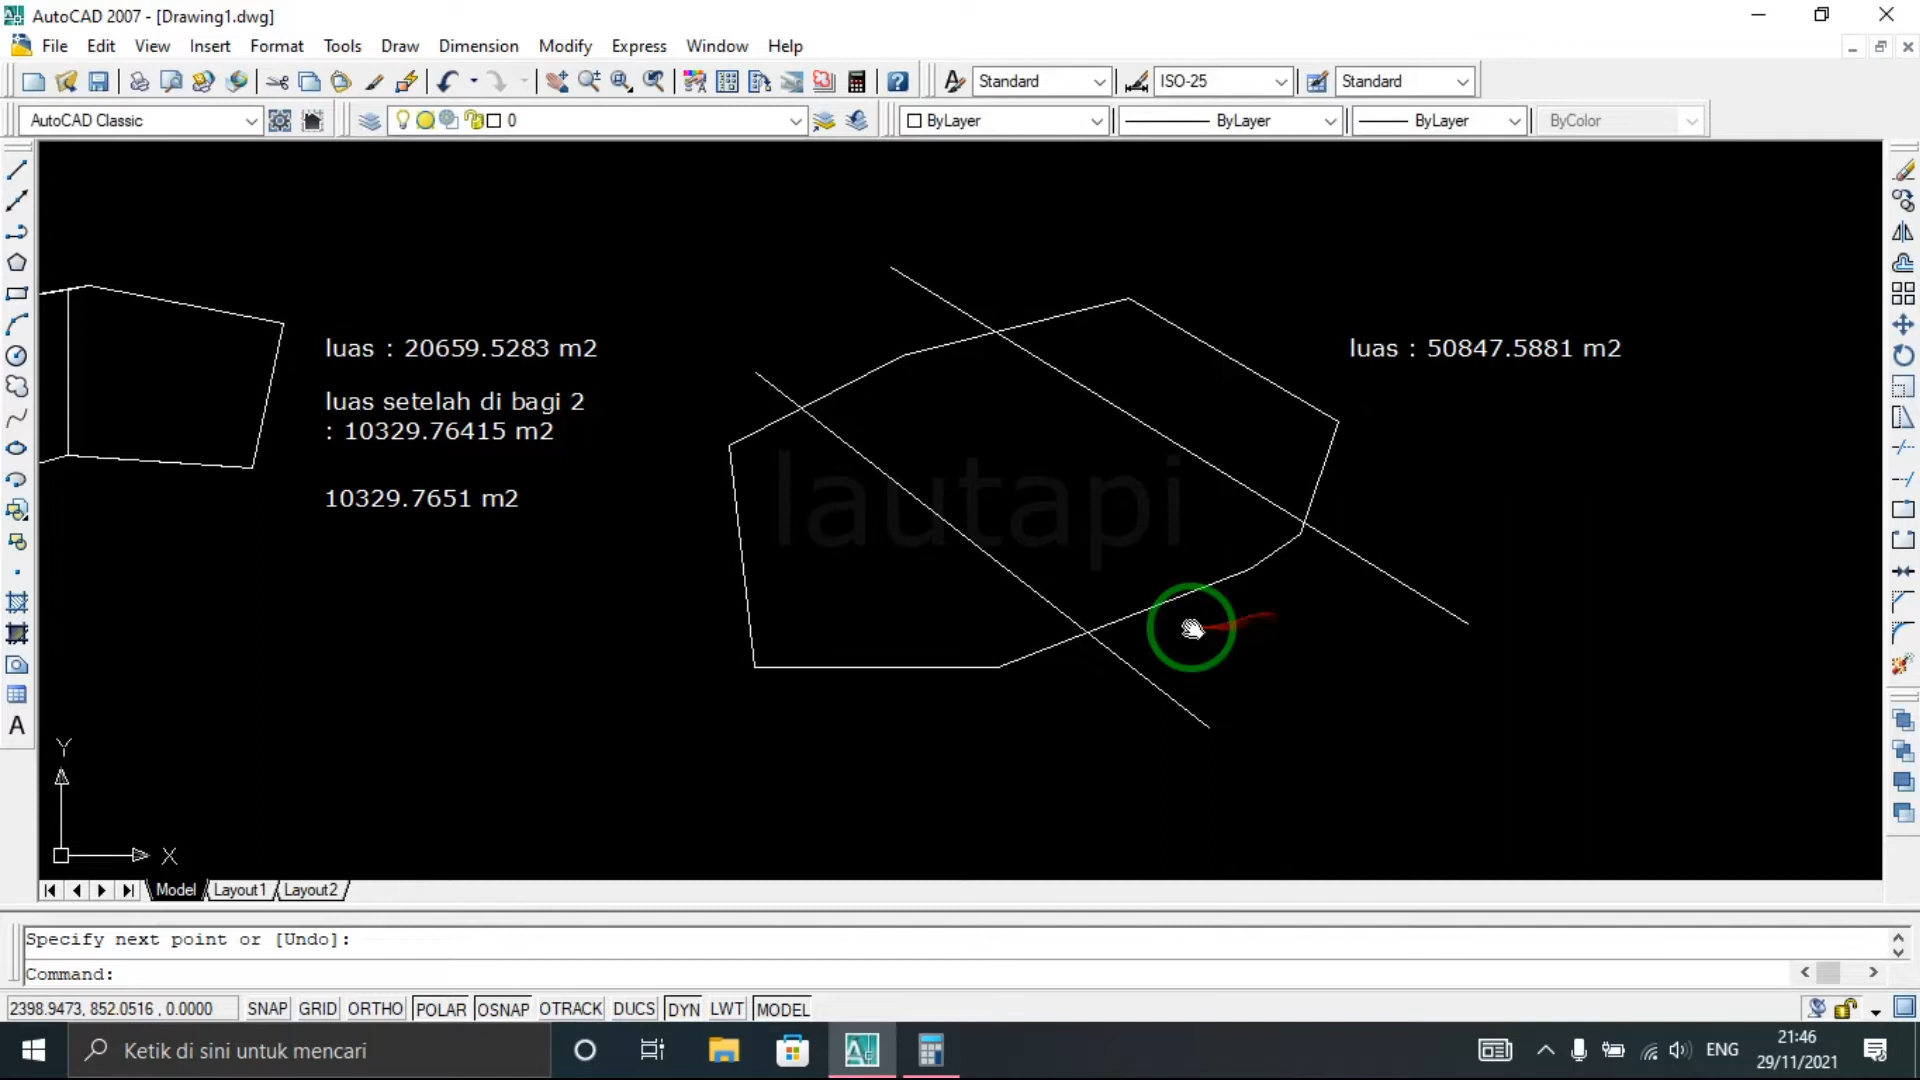 AutoCAD 2007 - [Drawing1.dwg]
File Edit View Insert Format Tools Draw Dimension Modify Express Window Help
Standard ISO-25 Standard
AutoCAD Classic 0 ByLayer ByLayer ByLayer ByColor
luas : 20659.5283 m2
luas setelah di bagi 2
: 10329.76415 m2
10329.7651 m2
luas : 50847.5881 m2
lautapi
A
Y
X
Model Layout1 Layout2
Specify next point or [Undo]:
Command:
2398.9473, 852.0516 , 0.0000 SNAP GRID ORTHO POLAR OSNAP OTRACK DUCS DYN LWT MODEL
Ketik di sini untuk mencari
ENG
21:46
29/11/2021